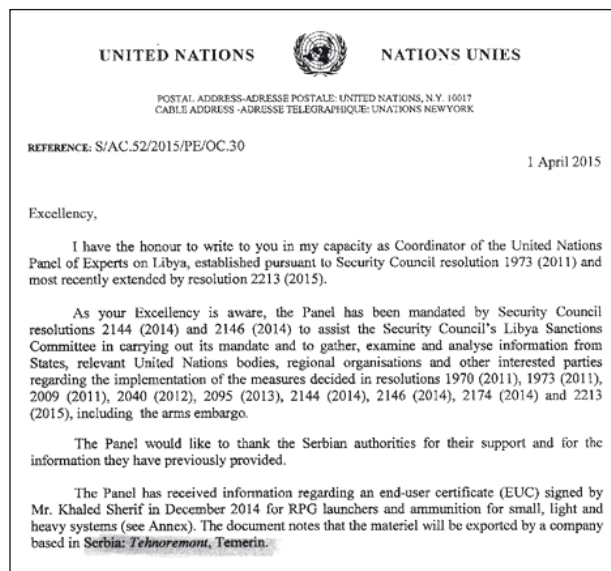 UNITED NATIONS NATIONS UNIES
POSTAL ADDRESS-ADRESSE POSTALE: UNITED NATIONS, N.Y. 10017
CABLE ADDRESS -ADRESSE TELEGRAPHIQUE: UNATIONS NEWYORK
REFERENCE: S/AC.52/2015/PE/OC.30
1 April 2015
Excellency,
I have the honour to write to you in my capacity as Coordinator of the United Nations
Panel of Experts on Libya, established pursuant to Security Council resolution 1973 (2011) and
most recently extended by resolution 2213 (2015).
As your Excellency is aware, the Panel has been mandated by Security Council
resolutions 2144 (2014) and 2146 (2014) to assist the Security Council's Libya Sanctions
Committee in carrying out its mandate and to gather, examine and analyse information from
States, relevant United Nations bodies, regional organisations and other interested parties
regarding the implementation of the measures decided in resolutions 1970 (2011), 1973 (2011),
2009 (2011), 2040 (2012), 2095 (2013), 2144 (2014), 2146 (2014), 2174 (2014) and 2213
(2015), including the arms embargo.
The Panel would like to thank the Serbian authorities for their support and for the
information they have previously provided.
The Panel has received information regarding an end-user certificate (EUC) signed by
Mr. Khaled Sherif in December 2014 for RPG launchers and ammunition for small, light and
heavy systems (see Annex). The document notes that the materiel will be exported by a company
based in Serbia: Tehnoremont, Temerin.